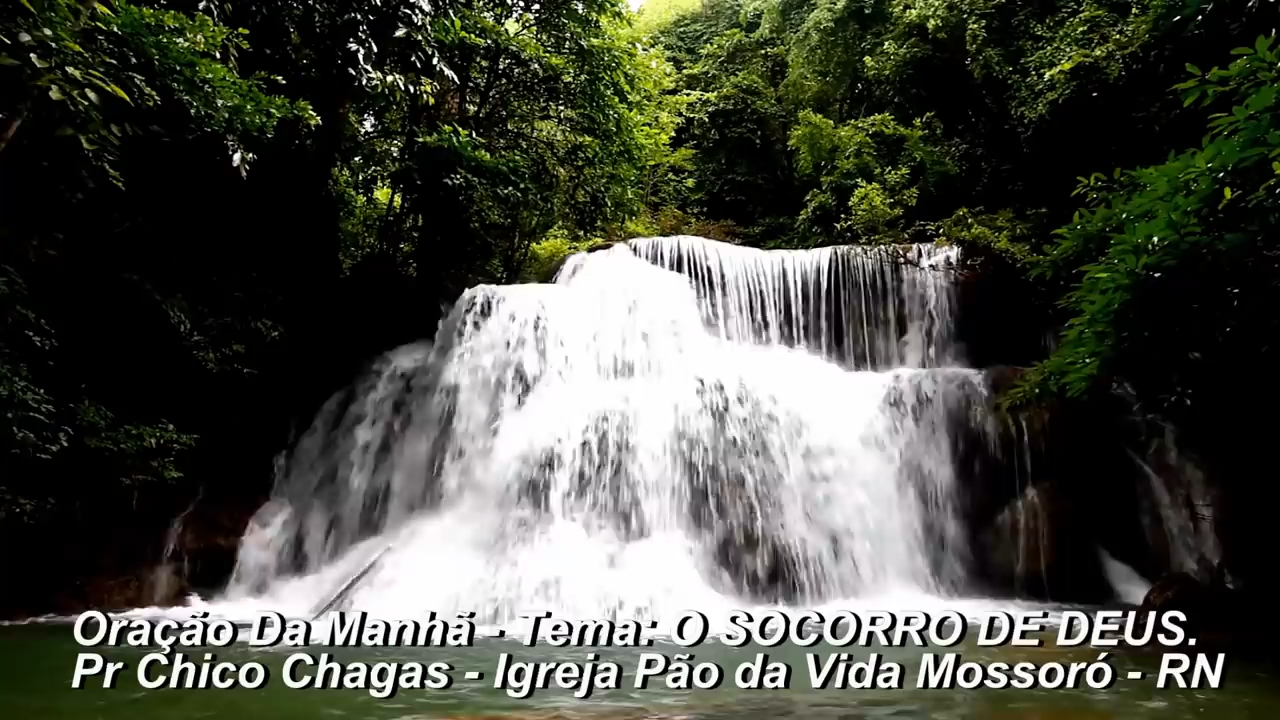 Oração Da Manhã - Tema: O SOCORRO DE DEUS.
Pr Chico Chagas - Igreja Pão da Vida Mossoró - RN